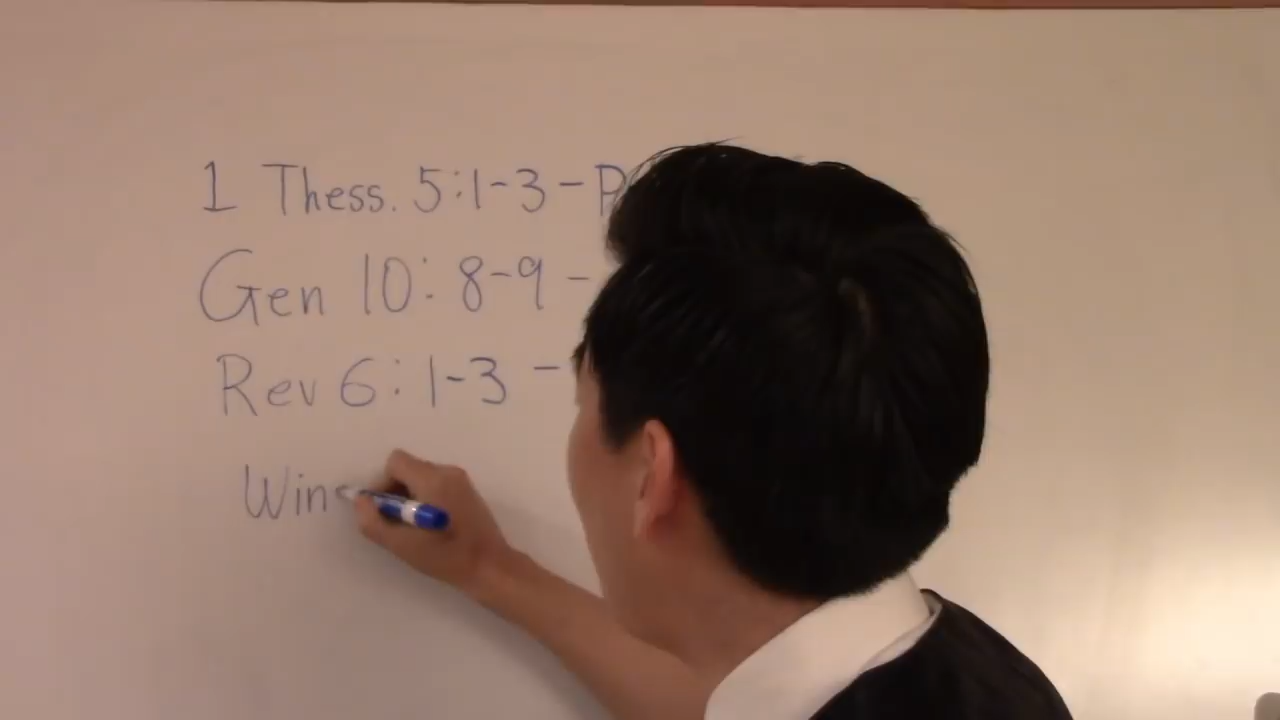 1 Thess. 5:1-3 - P
Gen 10:8-9 -
Rev 6:1-3 -
Win